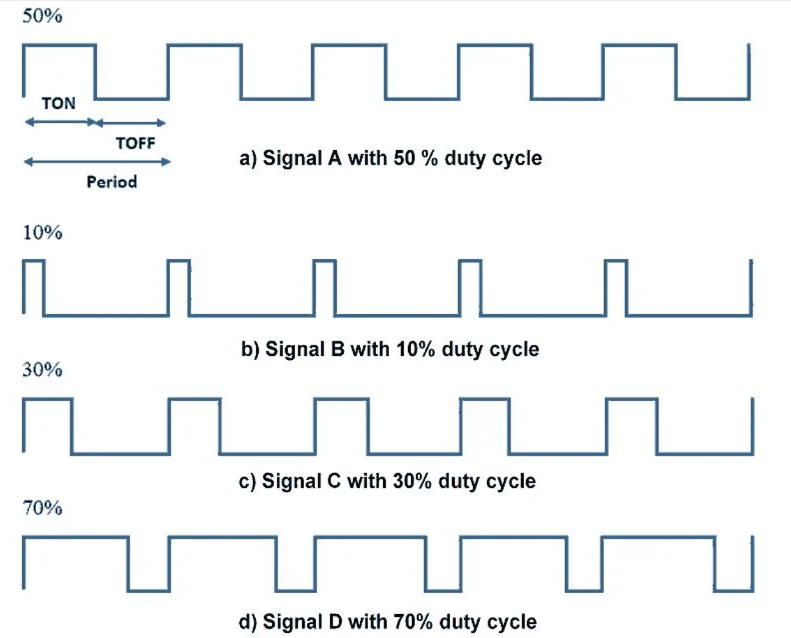 50%
TON
TOFF
Period
a) Signal A with 50 % duty cycle
10%
b) Signal B with 10% duty cycle
30%
c) Signal C with 30% duty cycle
70%
d) Signal D with 70% duty cycle